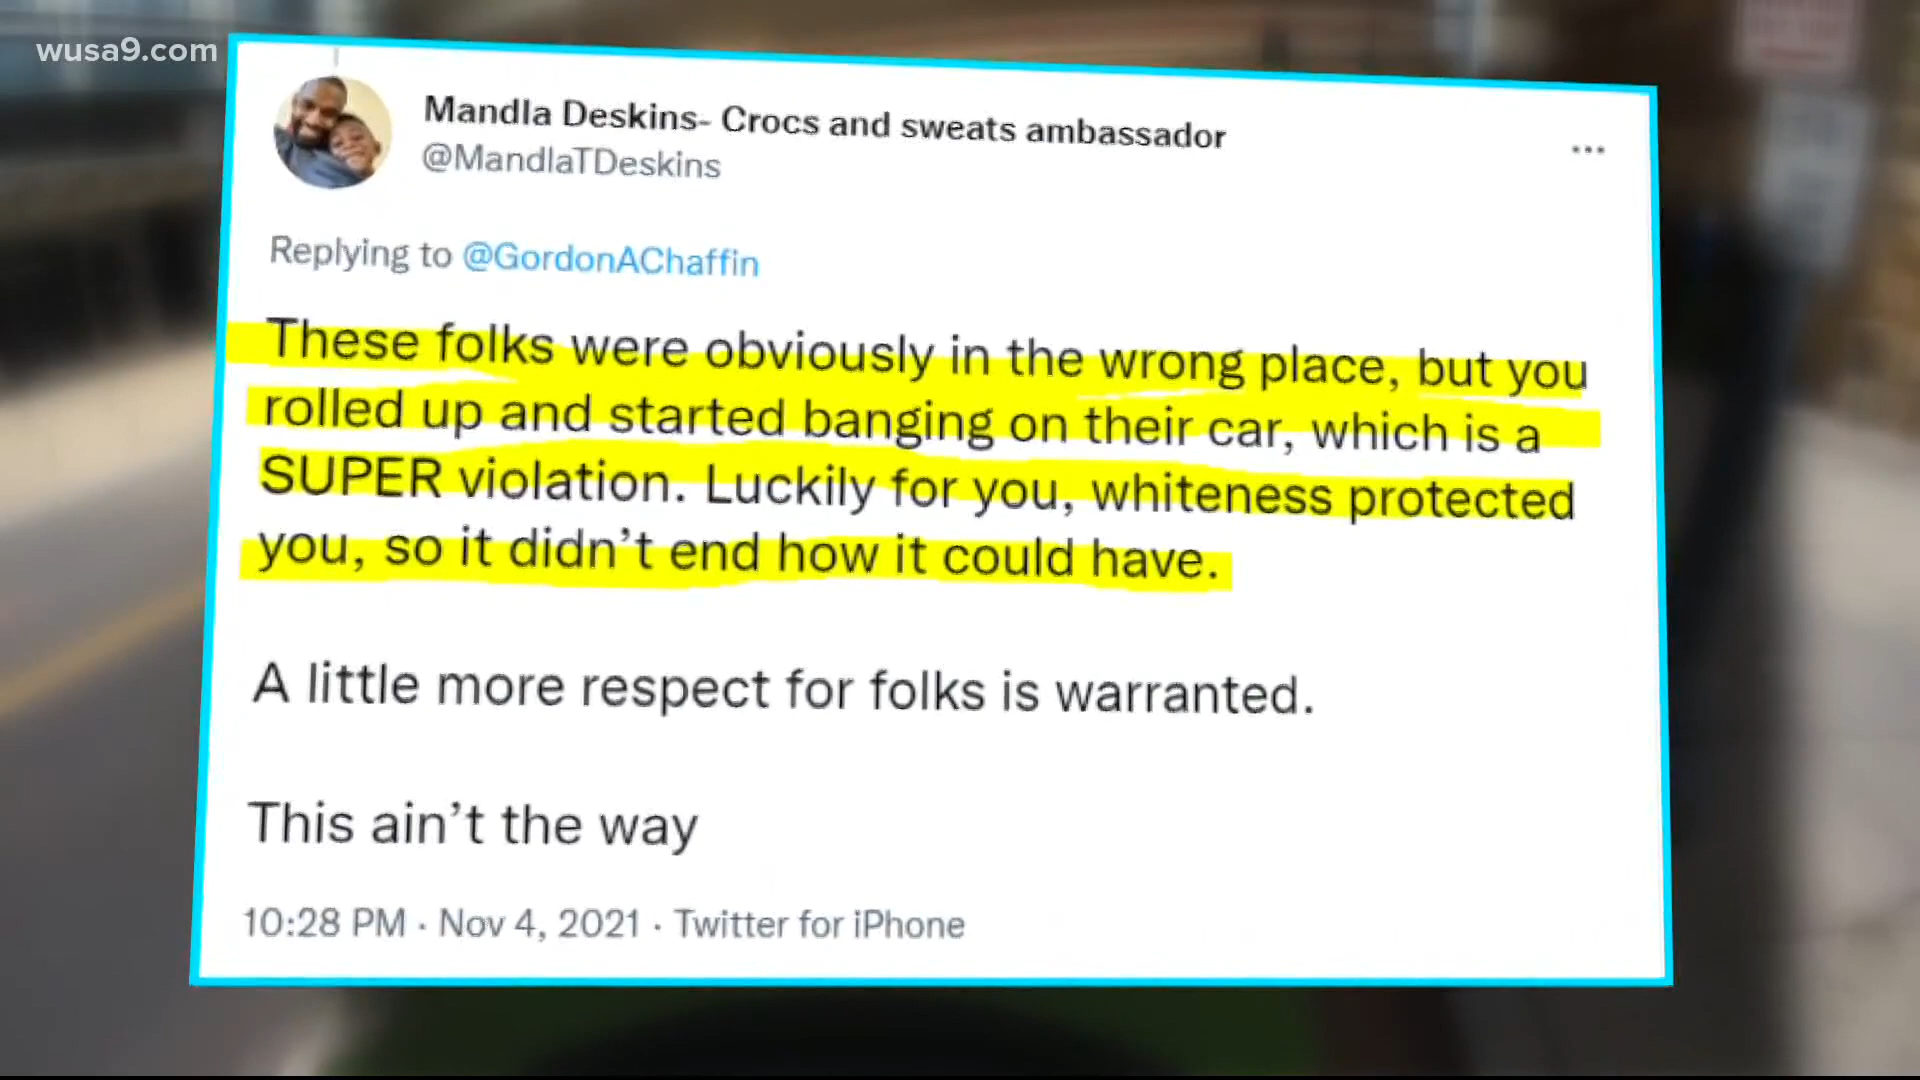 wusa9.com
Mandla Deskins- Crocs and sweats ambassador
@MandlaTDeskins
...
Replying to @GordonAChaffin
These folks were obviously in the wrong place, but you
rolled up and started banging on their car, which is a
SUPER violation. Luckily for you, whiteness protected
you, so it didn't end how it could have.
A little more respect for folks is warranted.
This ain't the way
10:28 PM · Nov 4, 2021 · Twitter for iPhone